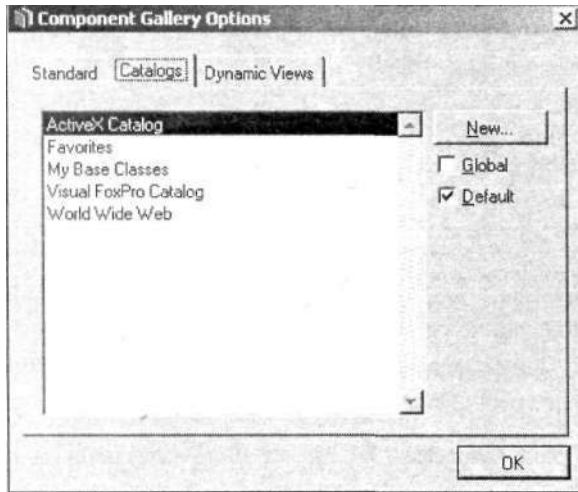 Component Gallery Options
Standard Catalogs Dynamic Views
ActiveX Catalog
Favorites
My Base Classes
Visual FoxPro Catalog
World Wide Web
New...
Global
Default
OK